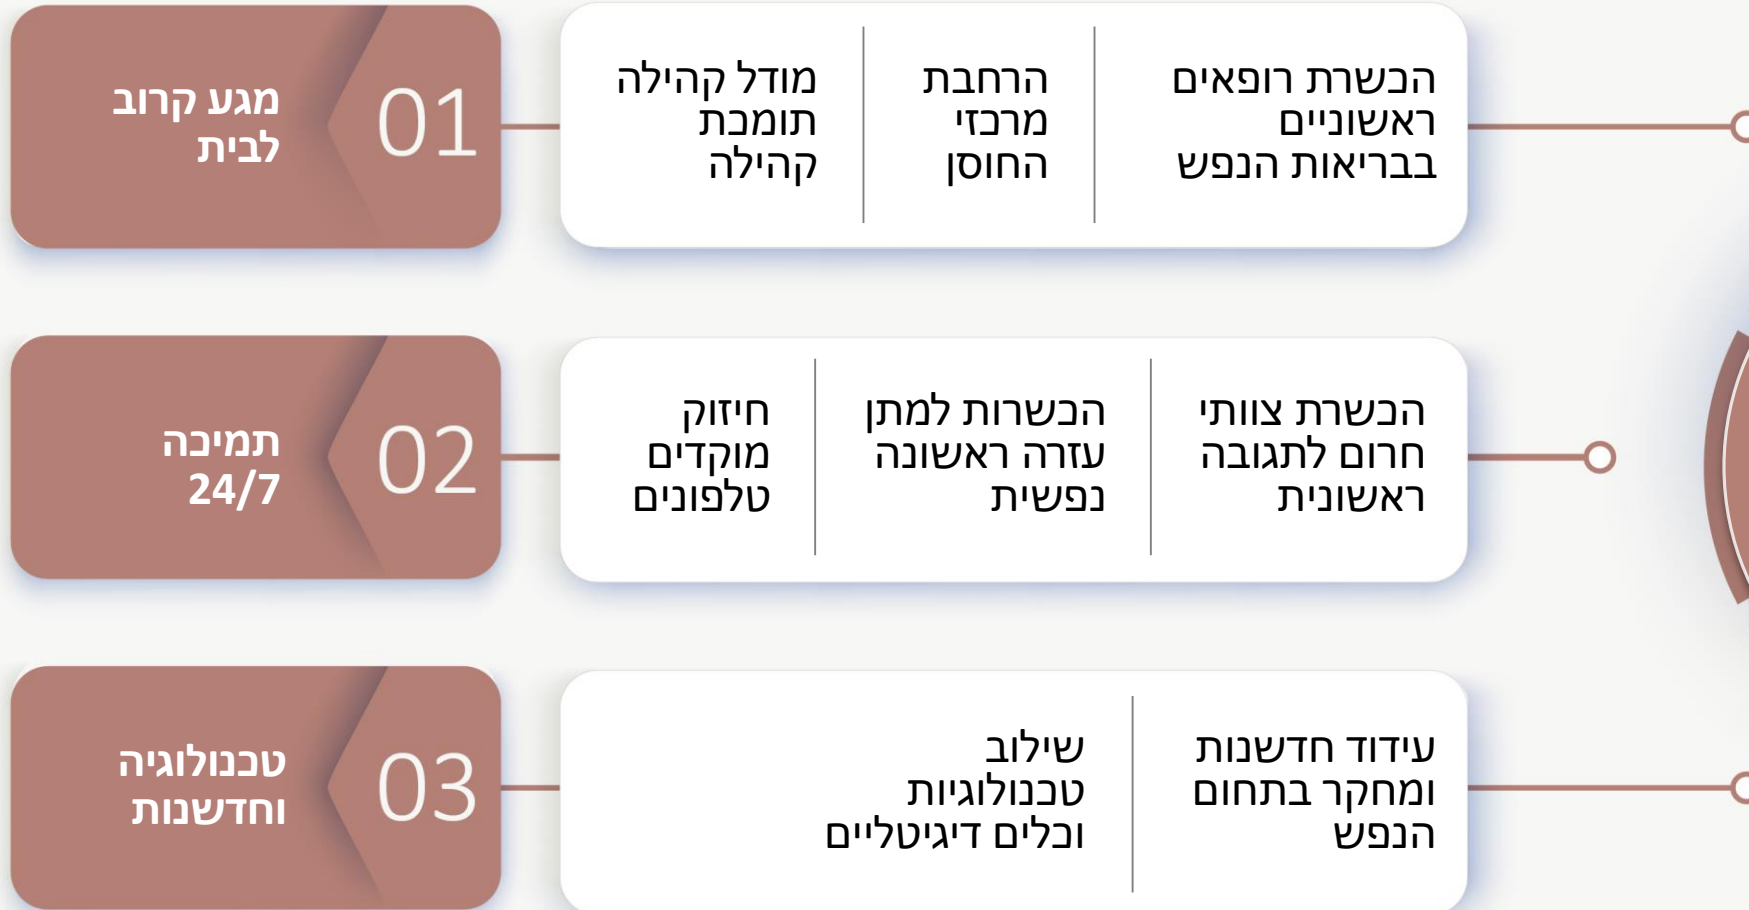 מגע קרוב
לבית
01
הכשרת רופאים
ראשוניים
בבריאות הנפש
הרחבת
מרכזי
החוסן
מודל קהילה
תומכת
קהילה
תמיכה
24/7
02
הכשרת צוותי
חרום לתגובה
ראשונית
הכשרות למתן
עזרה ראשונה
נפשית
חיזוק
מוקדים
טלפונים
טכנולוגיה
וחדשנות
03
עידוד חדשנות
ומחקר בתחום
הנפש
שילוב
טכנולוגיות
וכלים דיגיטליים